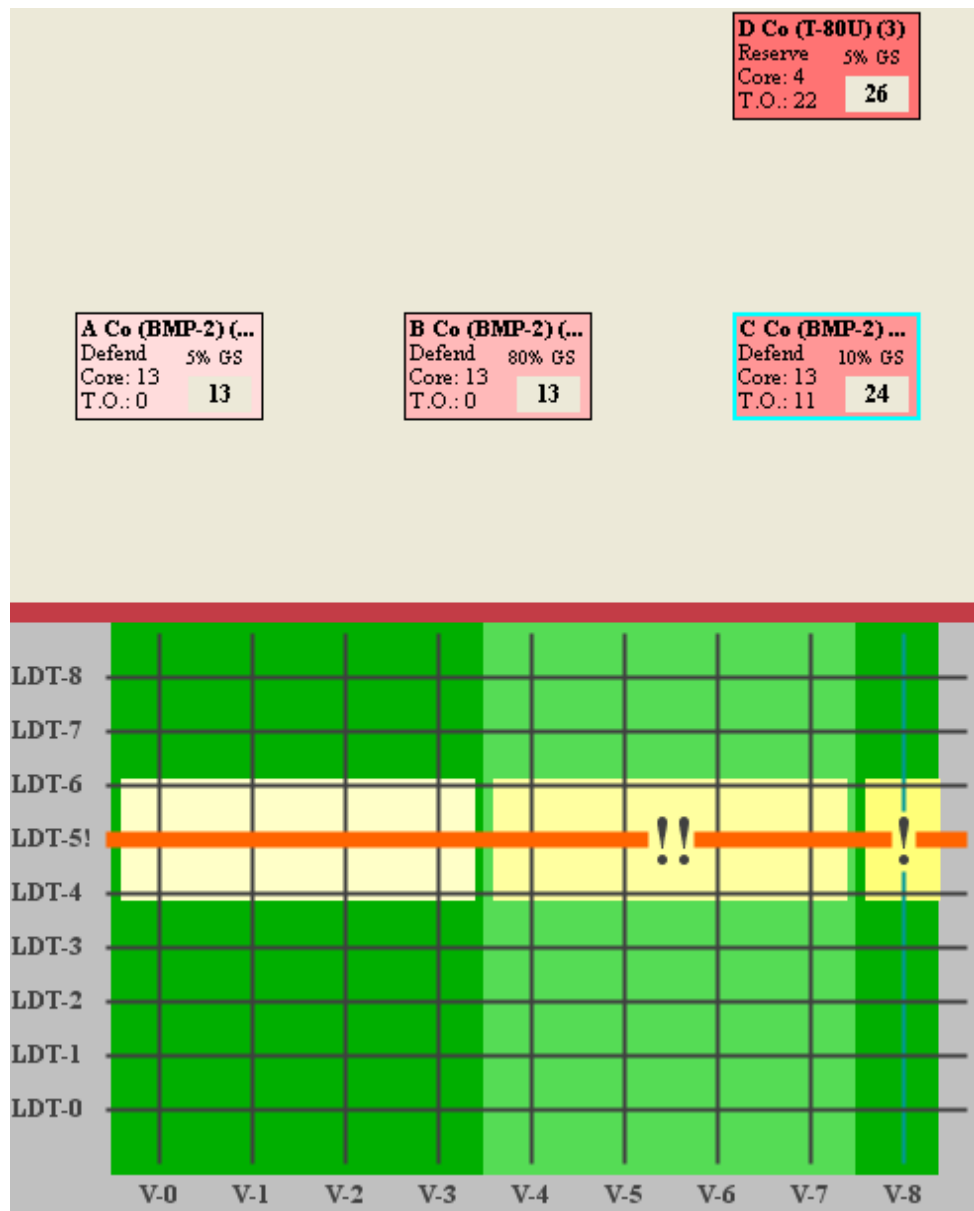 D Co (T-80U) (3)
Reserve 5% GS
Core: 4
T.O.: 22 26
A Co (BMP-2) (...
Defend 5% GS
Core: 13
T.O.: 0 13
B Co (BMP-2) (...
Defend 80% GS
Core: 13
T.O.: 0 13
C Co (BMP-2) ...
Defend 10% GS
Core: 13
T.O.: 11 24
LDT-8
LDT-7
LDT-6
LDT-5! !! !
LDT-4
LDT-3
LDT-2
LDT-1
LDT-0
V-0 V-1 V-2 V-3 V-4 V-5 V-6 V-7 V-8